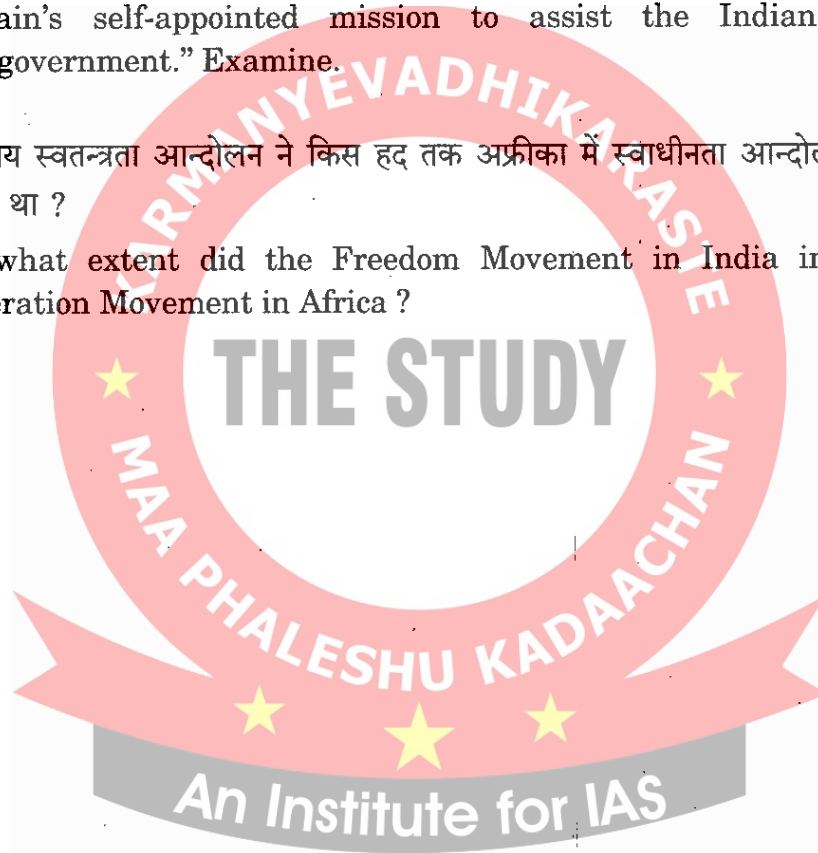 ain's self-appointed mission to assist the Indian
government." Examine.
य स्वतन्त्रता आन्दोलन ने किस हद तक अफ्रीका में स्वाधीनता
था ?
what extent did the Freedom Movement in India
eration Movement in Africa ?
KARMANYEVADHIKARASTE
THE STUDY
MAA PHALESHU KADAACHAN
An Institute for IAS